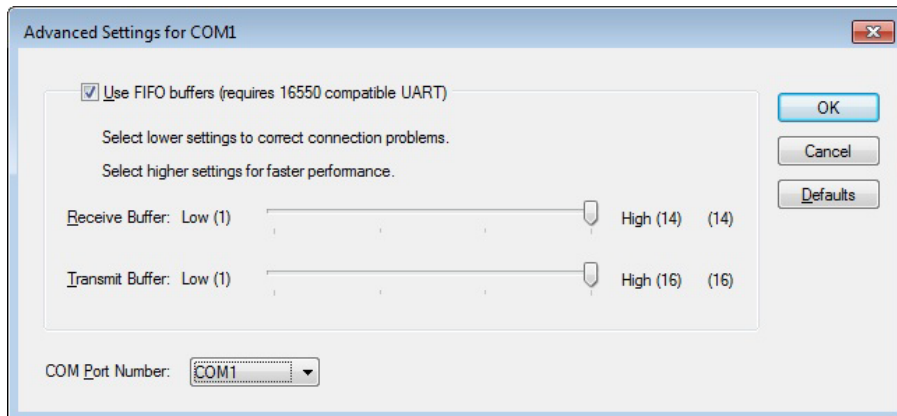 Advanced Settings for COM1
Use FIFO buffers (requires 16550 compatible UART)
OK
Select lower settings to correct connection problems.
Cancel
Select higher settings for faster performance.
Defaults
Receive Buffer: Low (1) High (14) (14)
Transmit Buffer: Low (1) High (16) (16)
COM Port Number: COM1